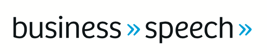 business » speech »